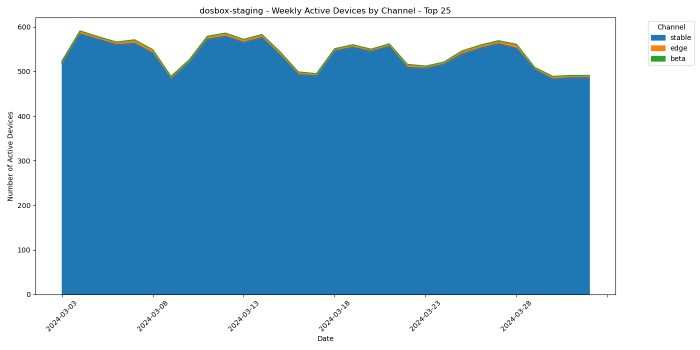 dosbox-staging - Weekly Active Devices by Channel - Top 25
Channel
stable
edge
beta
Number of Active Devices
600
500
400
300
200
100
0
2024-03-03
2024-03-08
2024-03-13
2024-03-18
2024-03-23
2024-03-28
Date